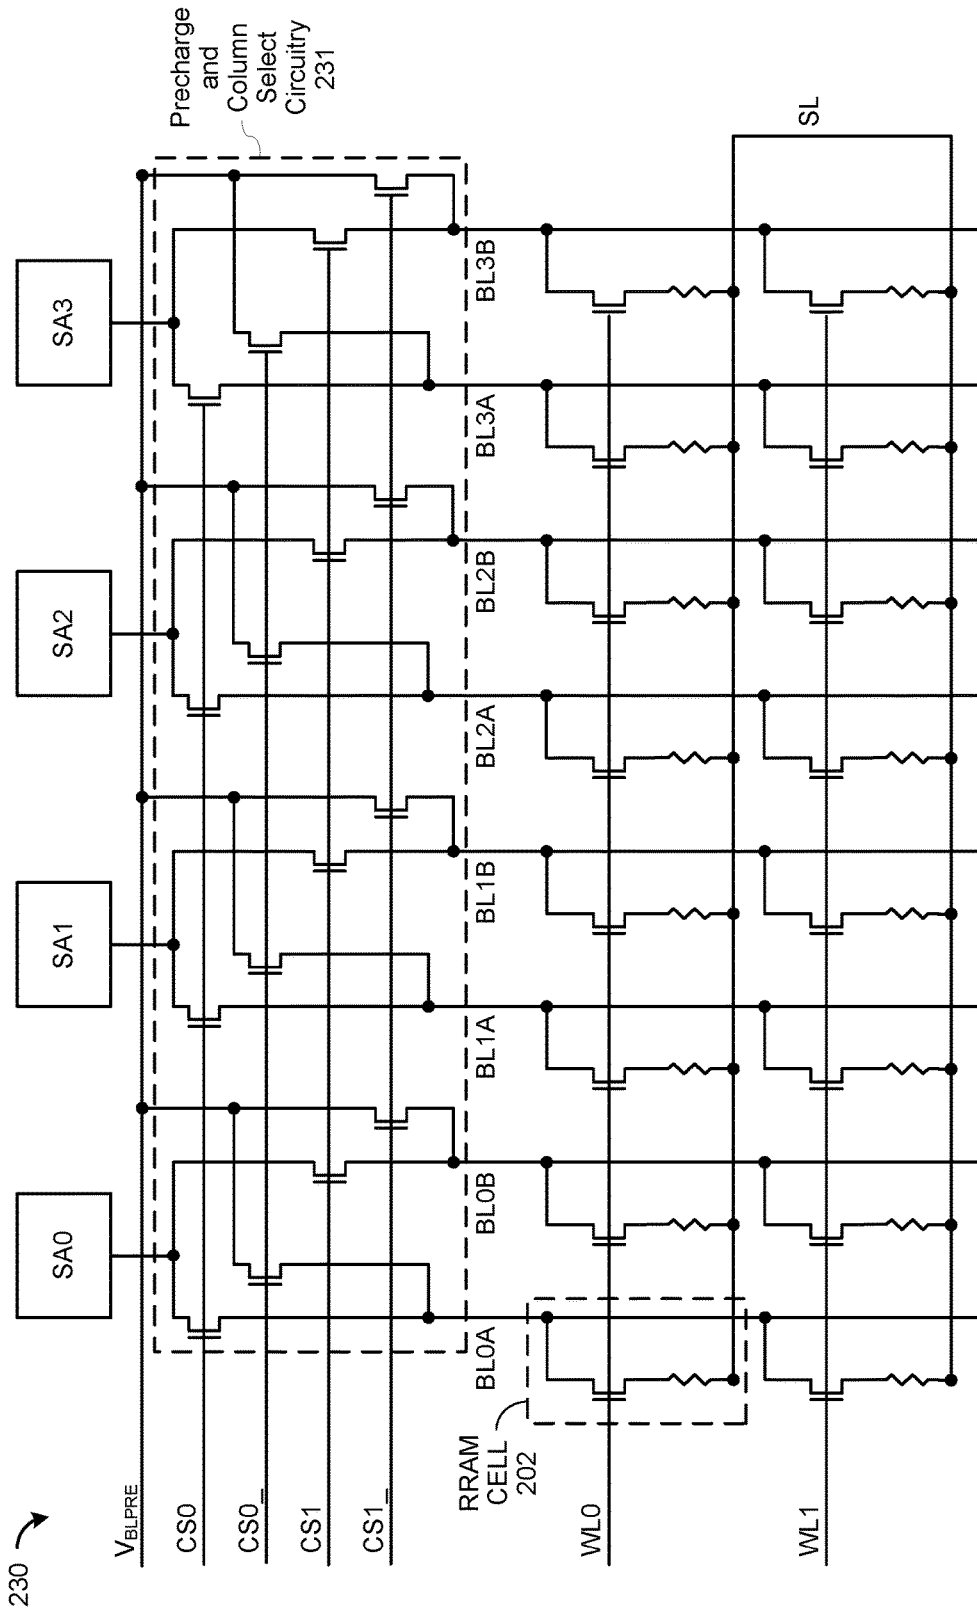 230
SA0
SA1
SA2
SA3
Precharge
and
Column
Select
Circuitry
231
VBLPRE
CS0
CS0_
CS1
CS1_
BL0A
BL0B
BL1A
BL1B
BL2A
BL2B
BL3A
BL3B
RRAM
CELL
202
WL0
WL1
SL